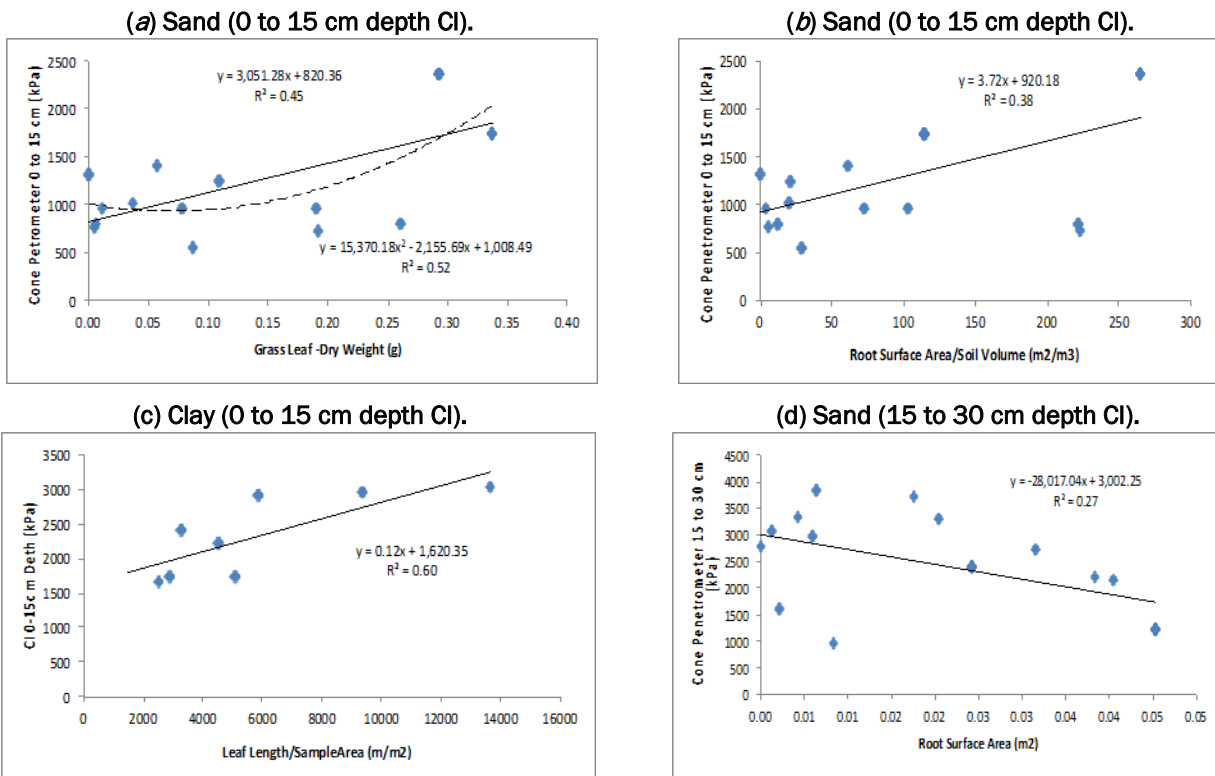 (a) Sand (0 to 15 cm depth CI).
2500
2000
1500
1000
500
0
Cone Penetrometer 0 to 15 cm (kPa)
y = 3,051.28x + 820.36
R² = 0.45
y = 15,370.18x² - 2,155.69x + 1,008.49
R² = 0.52
0.00 0.05 0.10 0.15 0.20 0.25 0.30 0.35 0.40
Grass Leaf -Dry Weight (g)
(b) Sand (0 to 15 cm depth CI).
2500
2000
1500
1000
500
0
Cone Penetrometer 0 to 15 cm (kPa)
y = 3.72x + 920.18
R² = 0.38
0 50 100 150 200 250 300
Root Surface Area/Soil Volume (m2/m3)
(c) Clay (0 to 15 cm depth CI).
3500
3000
2500
2000
1500
1000
500
0
CI 0-15c m Deth (kPa)
y = 0.12x + 1,620.35
R² = 0.60
0 2000 4000 6000 8000 10000 12000 14000 16000
Leaf Length/SampleArea (m/m2)
(d) Sand (15 to 30 cm depth CI).
4500
4000
3500
3000
2500
2000
1500
1000
500
0
Cone Penetrometer 15 to 30 cm
(kPa)
y = -28,017.04x + 3,002.25
R² = 0.27
0.00 0.01 0.01 0.02 0.02 0.03 0.03 0.04 0.04 0.05 0.05
Root Surface Area (m2)